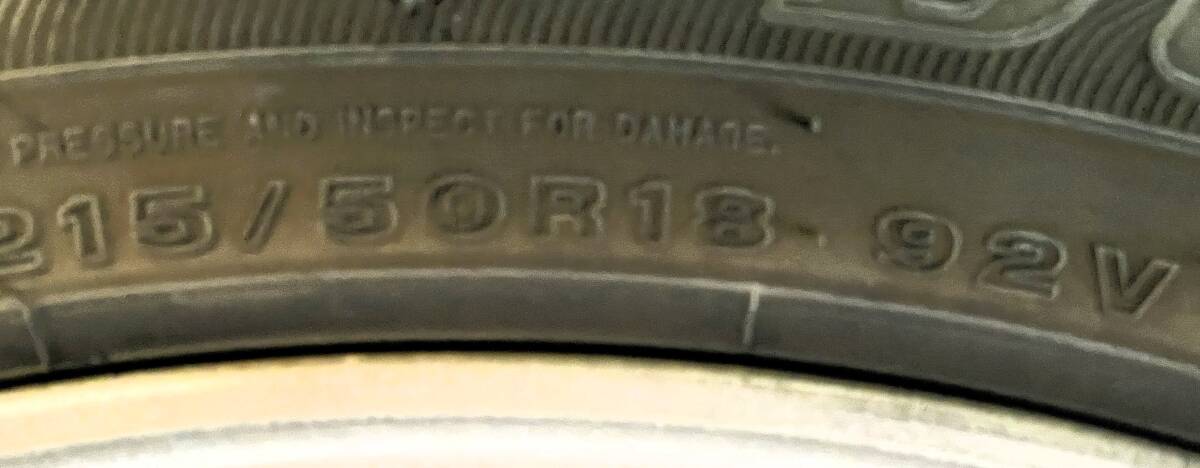 PRESSURE AND INSPECT FOR DAMAGE.
215/50R18 92V